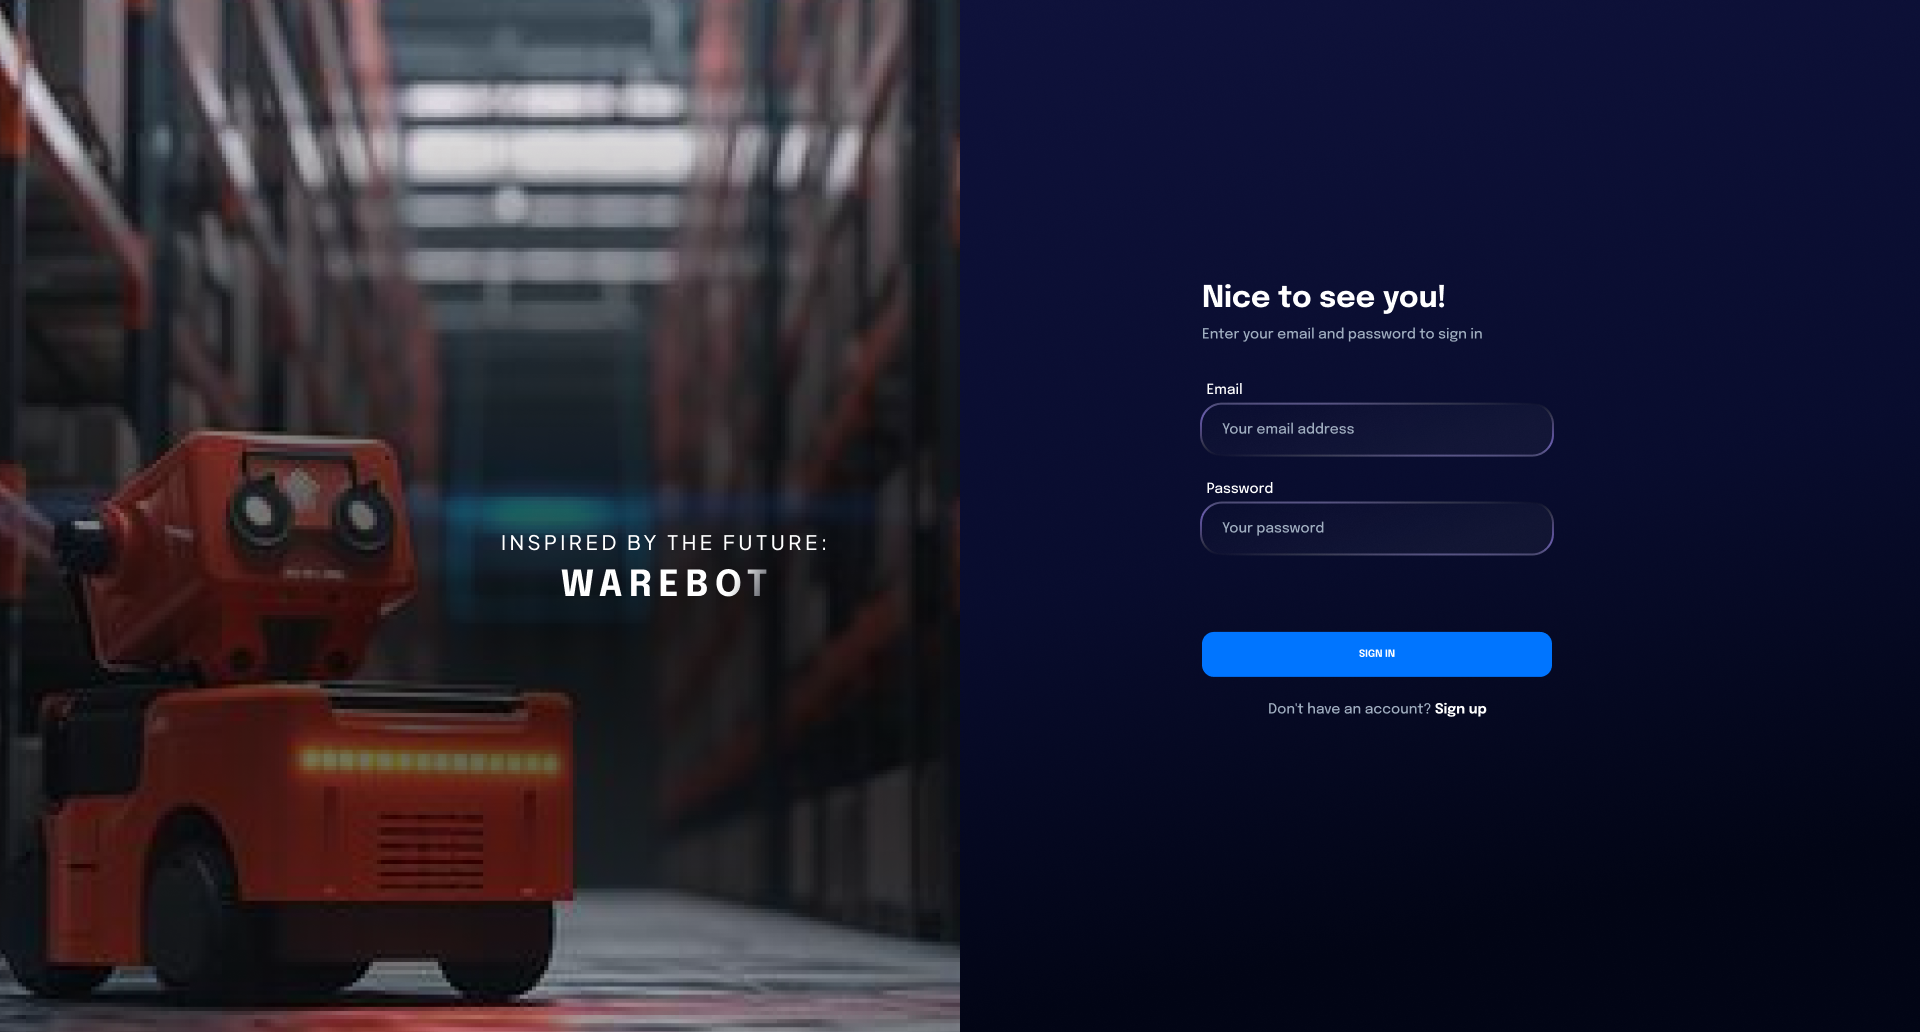 INSPIRED BY THE FUTURE:
WAREBOT
Nice to see you!
Enter your email and password to sign in
Email
Your email address
Password
Your password
SIGN IN
Don't have an account? Sign up